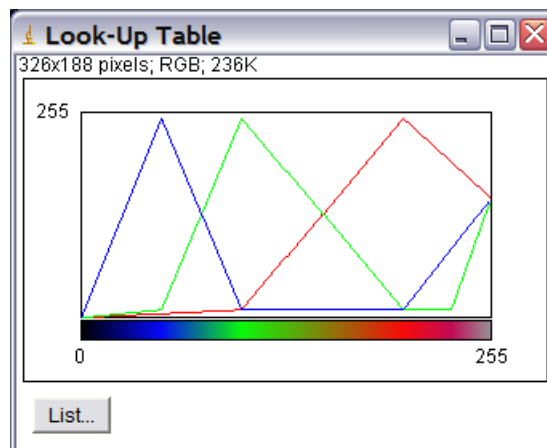 Look-Up Table
326x188 pixels; RGB; 236K
255
0 255
List...